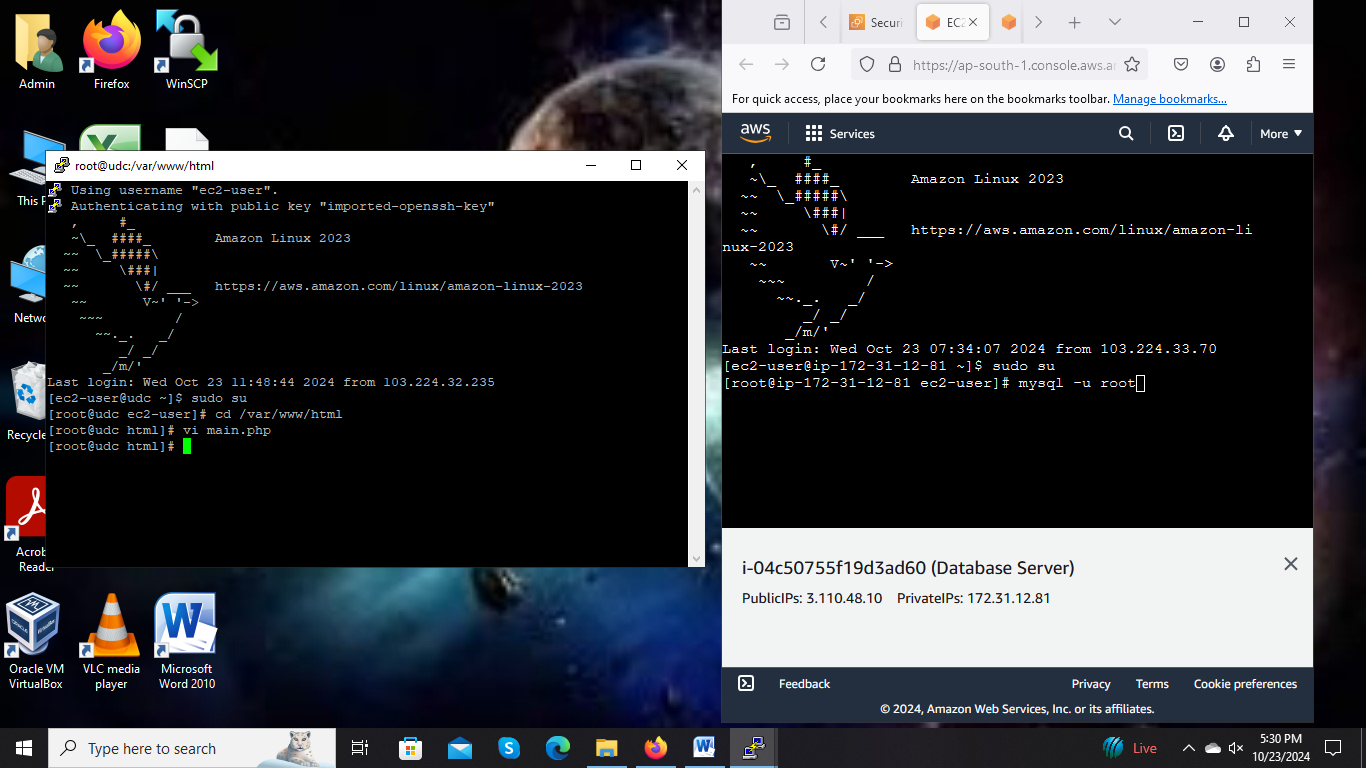 Admin
Firefox
WinSCP
This P
Netwo
Recycle
Acrob
Reade
Oracle VM
VirtualBox
VLC media
player
Microsoft
Word 2010
root@udc:/var/www/html
Using username "ec2-user".
Authenticating with public key "imported-openssh-key"
,     #_
~\_  ####_        Amazon Linux 2023
~~  \_#####\
~~     \###|
~~       \#/ ___   https://aws.amazon.com/linux/amazon-linux-2023
~~       V~' '->
~~~         /
~~._.   _/
_/ _/
_/m/'
Last login: Wed Oct 23 11:48:44 2024 from 103.224.32.235
[ec2-user@udc ~]$ sudo su
[root@udc ec2-user]# cd /var/www/html
[root@udc html]# vi main.php
[root@udc html]#
Securi
EC2
https://ap-south-1.console.aws.ar
For quick access, place your bookmarks here on the bookmarks toolbar. Manage bookmarks...
aws
Services
More
,     #_
~\_  ####_        Amazon Linux 2023
~~  \_#####\
~~     \###|
~~       \#/ ___   https://aws.amazon.com/linux/amazon-li
nux-2023
~~       V~' '->
~~~         /
~~._.   _/
_/ _/
_/m/'
Last login: Wed Oct 23 07:34:07 2024 from 103.224.33.70
[ec2-user@ip-172-31-12-81 ~]$ sudo su
[root@ip-172-31-12-81 ec2-user]# mysql -u root
i-04c50755f19d3ad60 (Database Server)
PublicIPs: 3.110.48.10 PrivateIPs: 172.31.12.81
Feedback
Privacy
Terms
Cookie preferences
© 2024, Amazon Web Services, Inc. or its affiliates.
Type here to search
Live
5:30 PM
10/23/2024